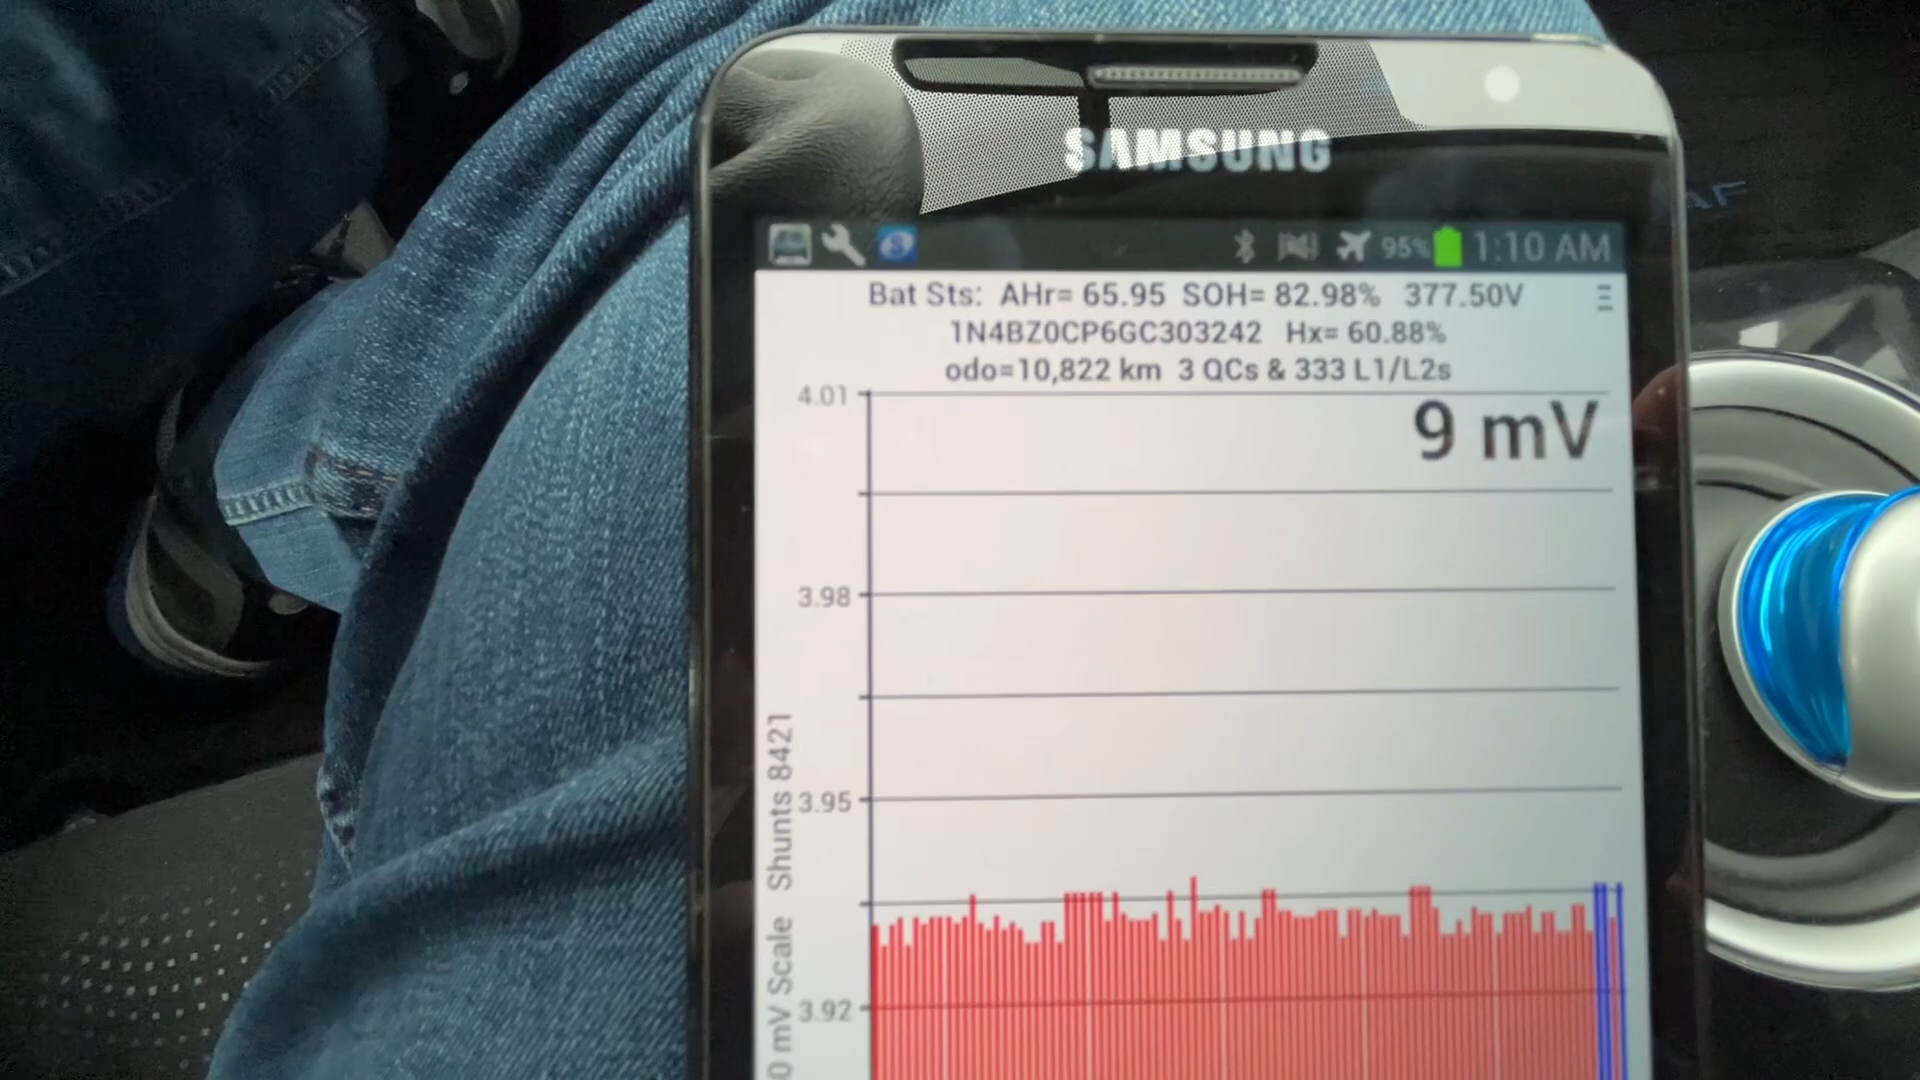 SAMSUNG
95% 1:10 AM
Bat Sts: AHr= 65.95 SOH= 82.98% 377.50V
1N4BZ0CP6GC303242 Hx= 60.88%
odo=10,822 km 3 QCs & 333 L1/L2s
4.01
9 mV
3.98
3.95
3.92
mV Scale Shunts 8421